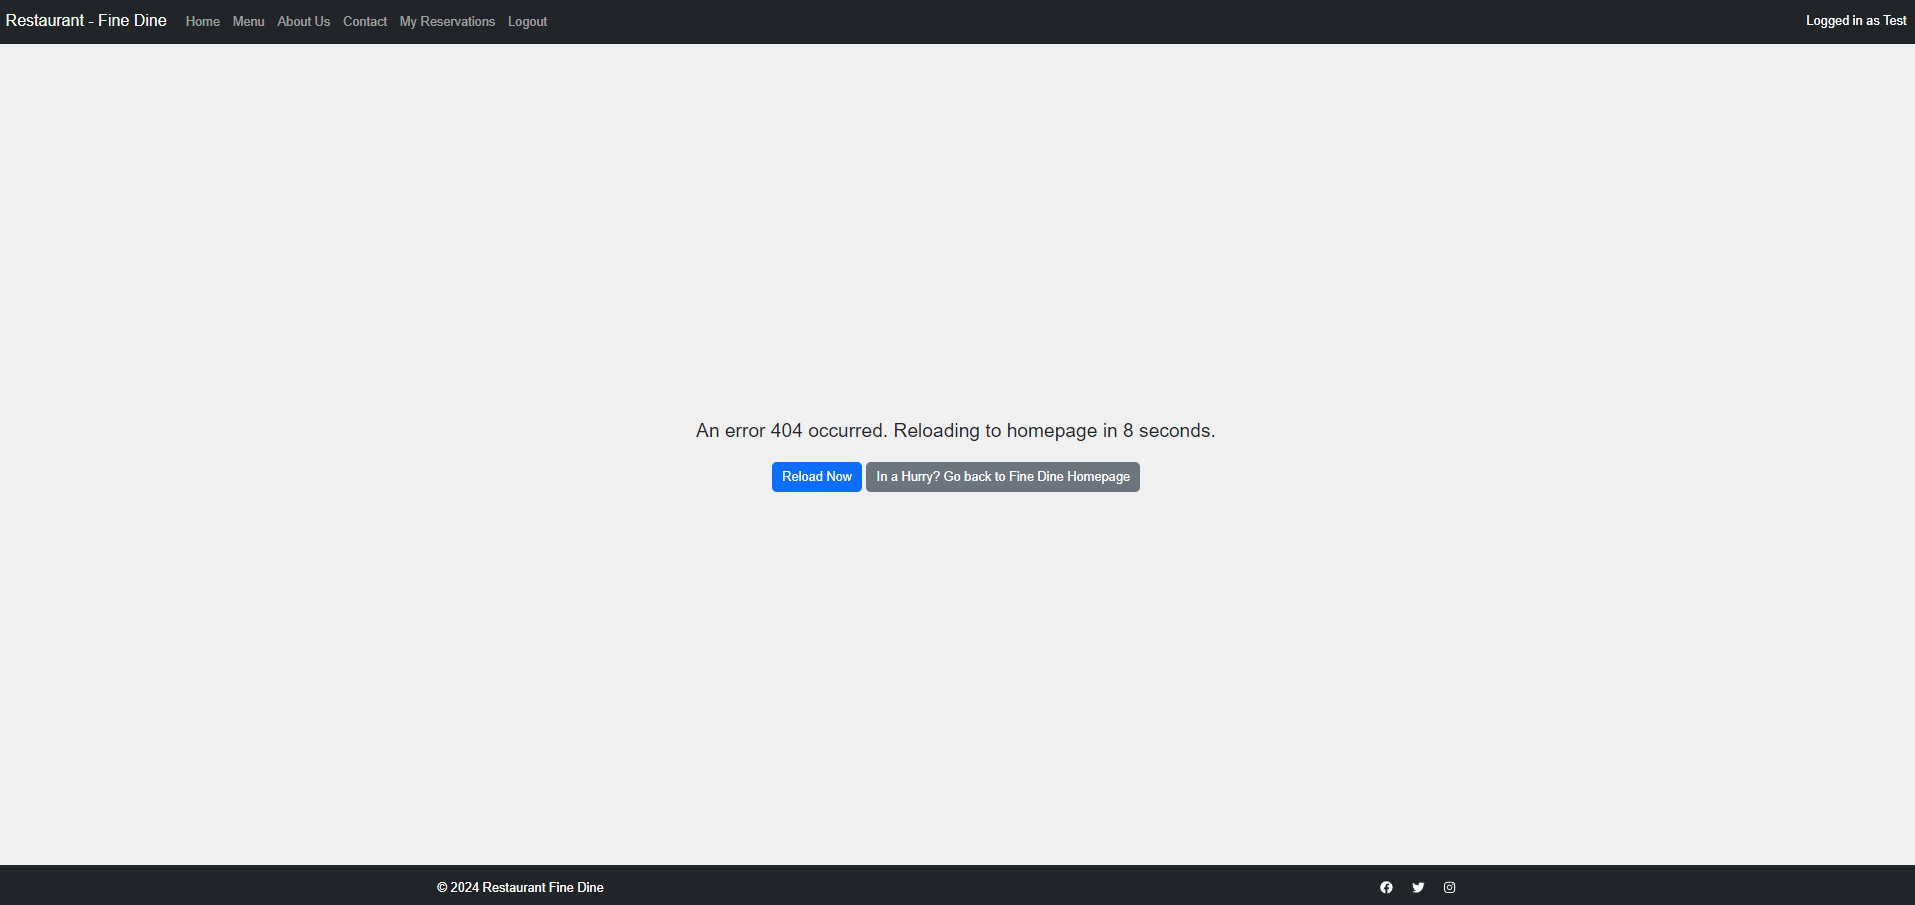 Restaurant - Fine Dine Home Menu About Us Contact My Reservations Logout Logged in as Test
An error 404 occurred. Reloading to homepage in 8 seconds.
Reload Now In a Hurry? Go back to Fine Dine Homepage
© 2024 Restaurant Fine Dine